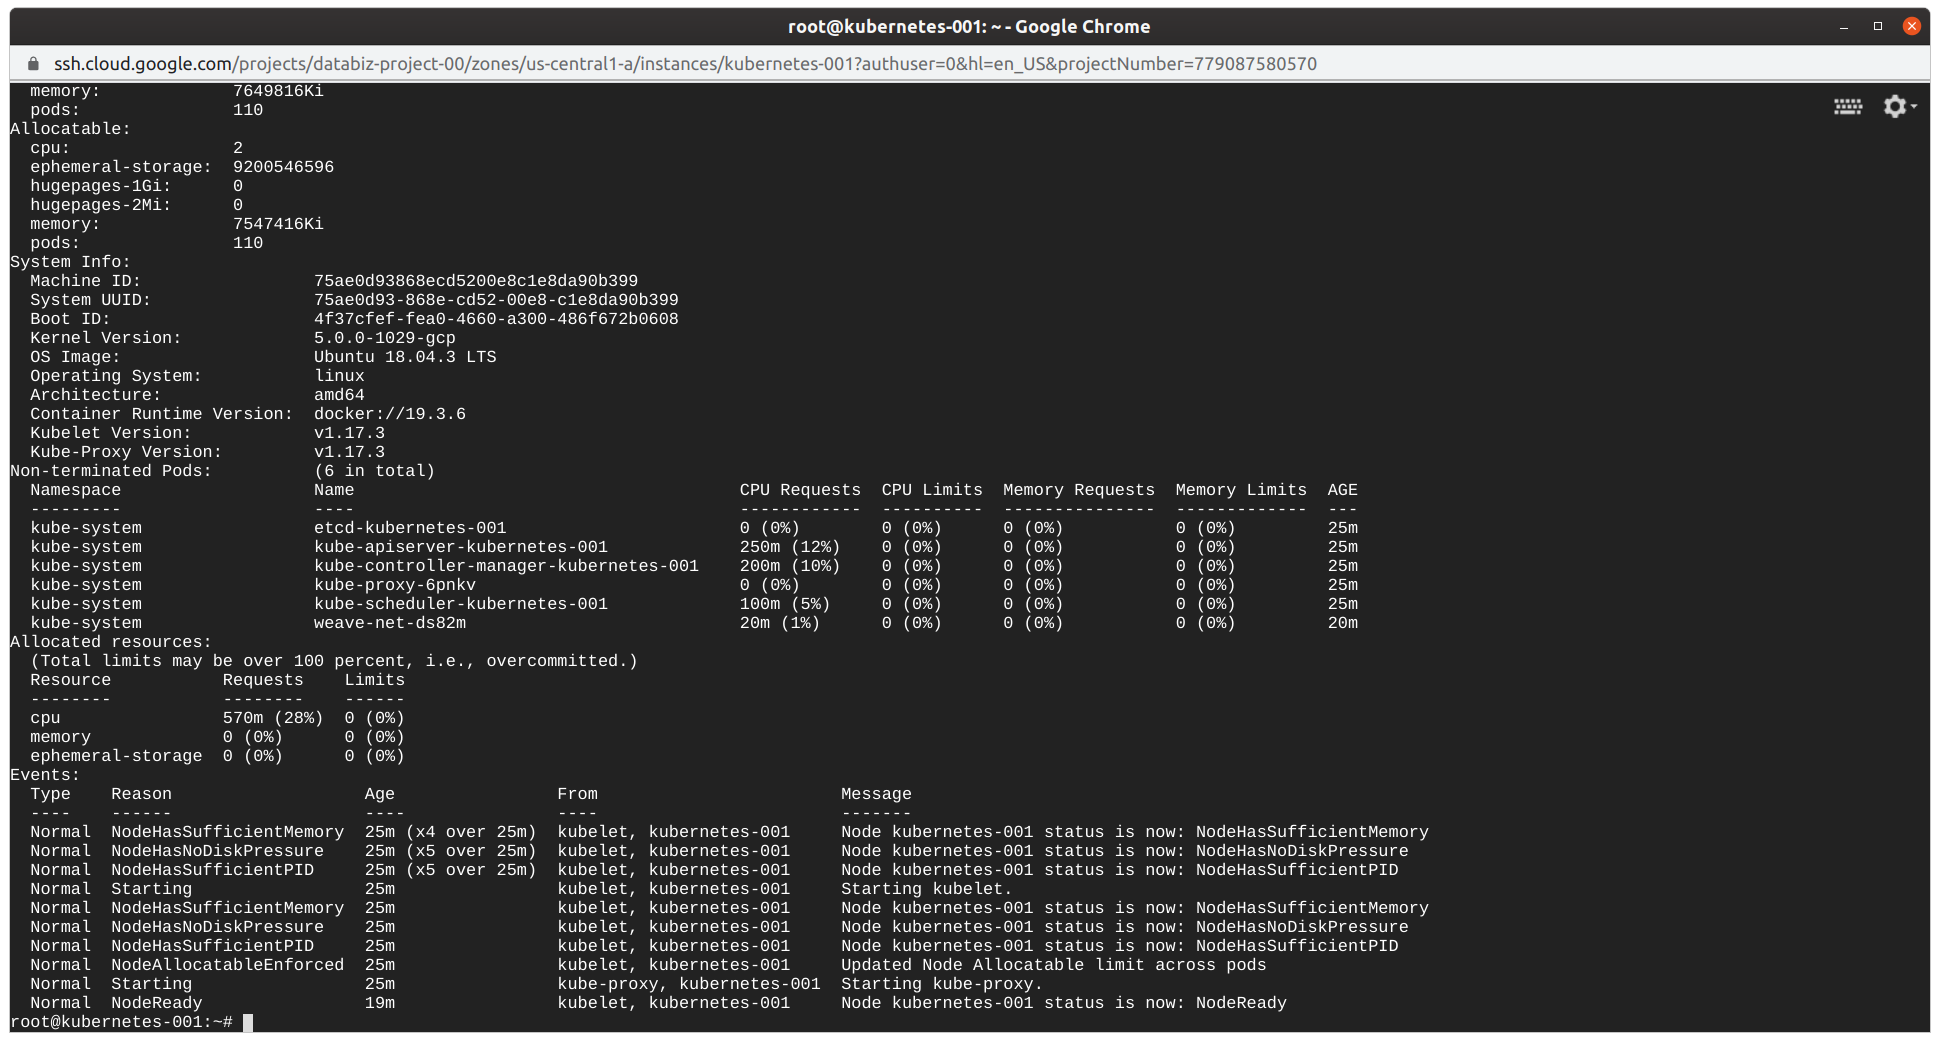 root@kubernetes-001: ~ - Google Chrome
ssh.cloud.google.com/projects/databiz-project-00/zones/us-central1-a/instances/kubernetes-001?authuser=0&hl=en_US&projectNumber=779087580570
  memory:             7649816Ki
  pods:               110
Allocatable:
  cpu:                2
  ephemeral-storage:  9200546596
  hugepages-1Gi:      0
  hugepages-2Mi:      0
  memory:             7547416Ki
  pods:               110
System Info:
  Machine ID:                 75ae0d93868ecd5200e8c1e8da90b399
  System UUID:                75ae0d93-868e-cd52-00e8-c1e8da90b399
  Boot ID:                    4f37cfef-fea0-4660-a300-486f672b0608
  Kernel Version:             5.0.0-1029-gcp
  OS Image:                   Ubuntu 18.04.3 LTS
  Operating System:           linux
  Architecture:               amd64
  Container Runtime Version:  docker://19.3.6
  Kubelet Version:            v1.17.3
  Kube-Proxy Version:         v1.17.3
Non-terminated Pods:          (6 in total)
  Namespace                   Name                                      CPU Requests  CPU Limits  Memory Requests  Memory Limits  AGE
  ---------                   ----                                      ------------  ----------  ---------------  -------------  ---
  kube-system                 etcd-kubernetes-001                       0 (0%)        0 (0%)      0 (0%)           0 (0%)         25m
  kube-system                 kube-apiserver-kubernetes-001             250m (12%)    0 (0%)      0 (0%)           0 (0%)         25m
  kube-system                 kube-controller-manager-kubernetes-001    200m (10%)    0 (0%)      0 (0%)           0 (0%)         25m
  kube-system                 kube-proxy-6pnkv                          0 (0%)        0 (0%)      0 (0%)           0 (0%)         25m
  kube-system                 kube-scheduler-kubernetes-001             100m (5%)     0 (0%)      0 (0%)           0 (0%)         25m
  kube-system                 weave-net-ds82m                           20m (1%)      0 (0%)      0 (0%)           0 (0%)         20m
Allocated resources:
  (Total limits may be over 100 percent, i.e., overcommitted.)
  Resource           Requests    Limits
  --------           --------    ------
  cpu                570m (28%)  0 (0%)
  memory             0 (0%)      0 (0%)
  ephemeral-storage  0 (0%)      0 (0%)
Events:
  Type    Reason                   Age                From                        Message
  ----    ------                   ----               ----                        -------
  Normal  NodeHasSufficientMemory  25m (x4 over 25m)  kubelet, kubernetes-001     Node kubernetes-001 status is now: NodeHasSufficientMemory
  Normal  NodeHasNoDiskPressure    25m (x5 over 25m)  kubelet, kubernetes-001     Node kubernetes-001 status is now: NodeHasNoDiskPressure
  Normal  NodeHasSufficientPID     25m (x5 over 25m)  kubelet, kubernetes-001     Node kubernetes-001 status is now: NodeHasSufficientPID
  Normal  Starting                 25m                kubelet, kubernetes-001     Starting kubelet.
  Normal  NodeHasSufficientMemory  25m                kubelet, kubernetes-001     Node kubernetes-001 status is now: NodeHasSufficientMemory
  Normal  NodeHasNoDiskPressure    25m                kubelet, kubernetes-001     Node kubernetes-001 status is now: NodeHasNoDiskPressure
  Normal  NodeHasSufficientPID     25m                kubelet, kubernetes-001     Node kubernetes-001 status is now: NodeHasSufficientPID
  Normal  NodeAllocatableEnforced  25m                kubelet, kubernetes-001     Updated Node Allocatable limit across pods
  Normal  Starting                 25m                kube-proxy, kubernetes-001  Starting kube-proxy.
  Normal  NodeReady                19m                kubelet, kubernetes-001     Node kubernetes-001 status is now: NodeReady
root@kubernetes-001:~#